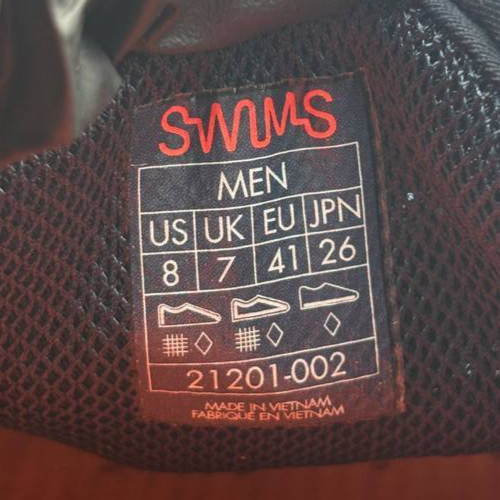 SWIMS
MEN
US UK EU JPN
8 7 41 26
21201-002
MADE IN VIETNAM
FABRIQUÉ EN VIETNAM